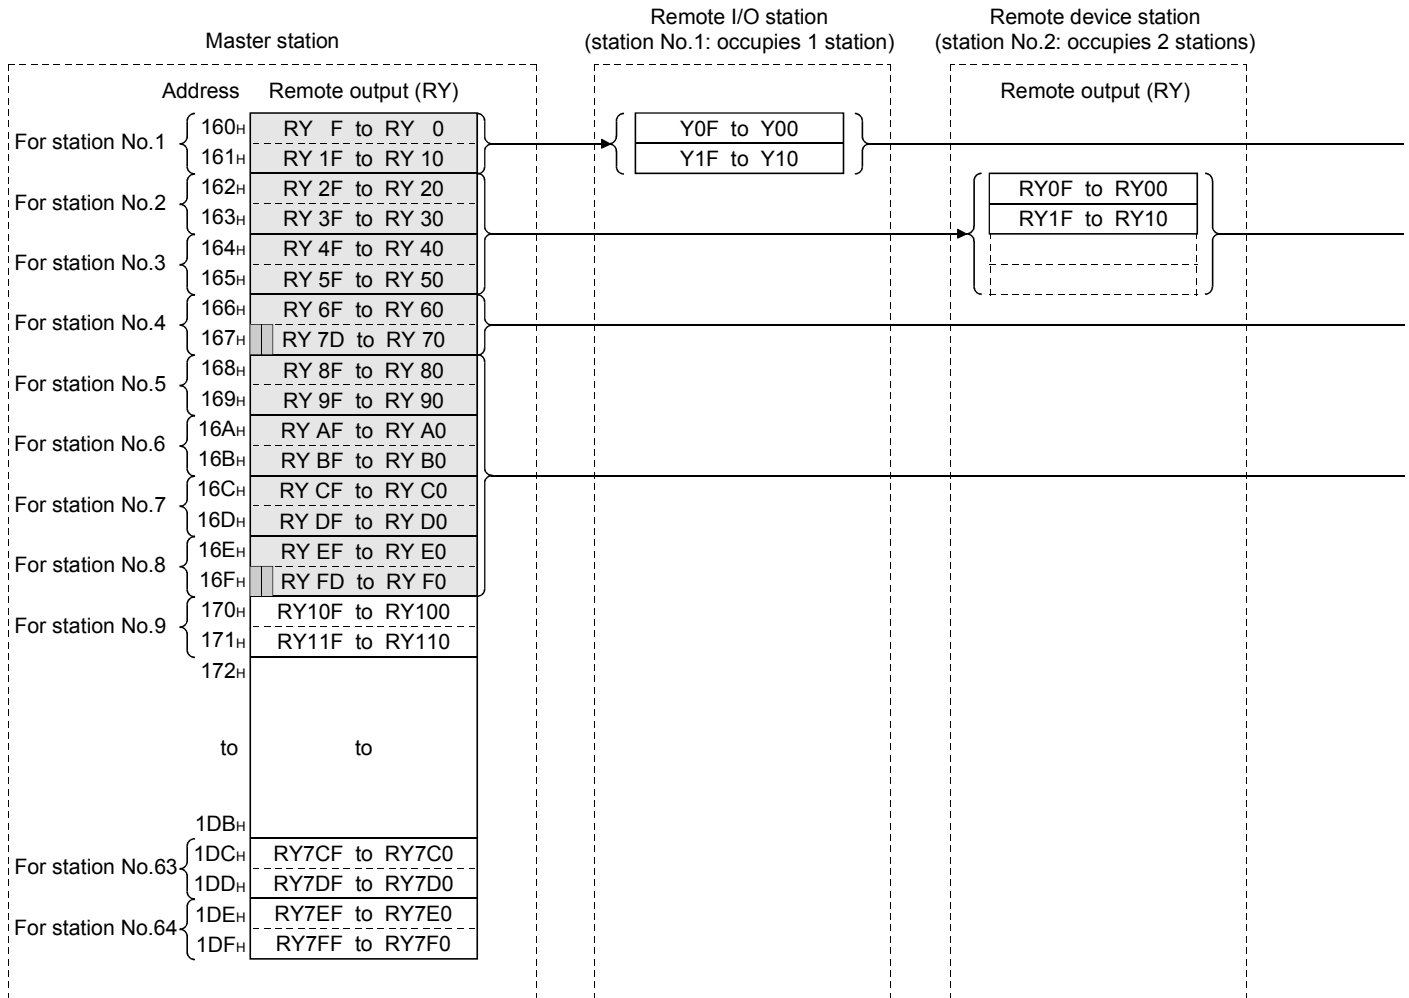 Remote I/O station
(station No.1: occupies 1 station)
Remote device station
(station No.2: occupies 2 stations)
Master station
Address
Remote output (RY)
Remote output (RY)
For station No.1
160H
RY F to RY 0
Y0F to Y00
161H
RY 1F to RY 10
Y1F to Y10
For station No.2
162H
RY 2F to RY 20
RY0F to RY00
163H
RY 3F to RY 30
RY1F to RY10
For station No.3
164H
RY 4F to RY 40
165H
RY 5F to RY 50
For station No.4
166H
RY 6F to RY 60
167H
RY 7D to RY 70
For station No.5
168H
RY 8F to RY 80
169H
RY 9F to RY 90
For station No.6
16AH
RY AF to RY A0
16BH
RY BF to RY B0
For station No.7
16CH
RY CF to RY C0
16DH
RY DF to RY D0
For station No.8
16EH
RY EF to RY E0
16FH
RY FD to RY F0
For station No.9
170H
RY10F to RY100
171H
RY11F to RY110
172H
to
to
1DBH
For station No.63
1DCH
RY7CF to RY7C0
1DDH
RY7DF to RY7D0
For station No.64
1DEH
RY7EF to RY7E0
1DFH
RY7FF to RY7F0